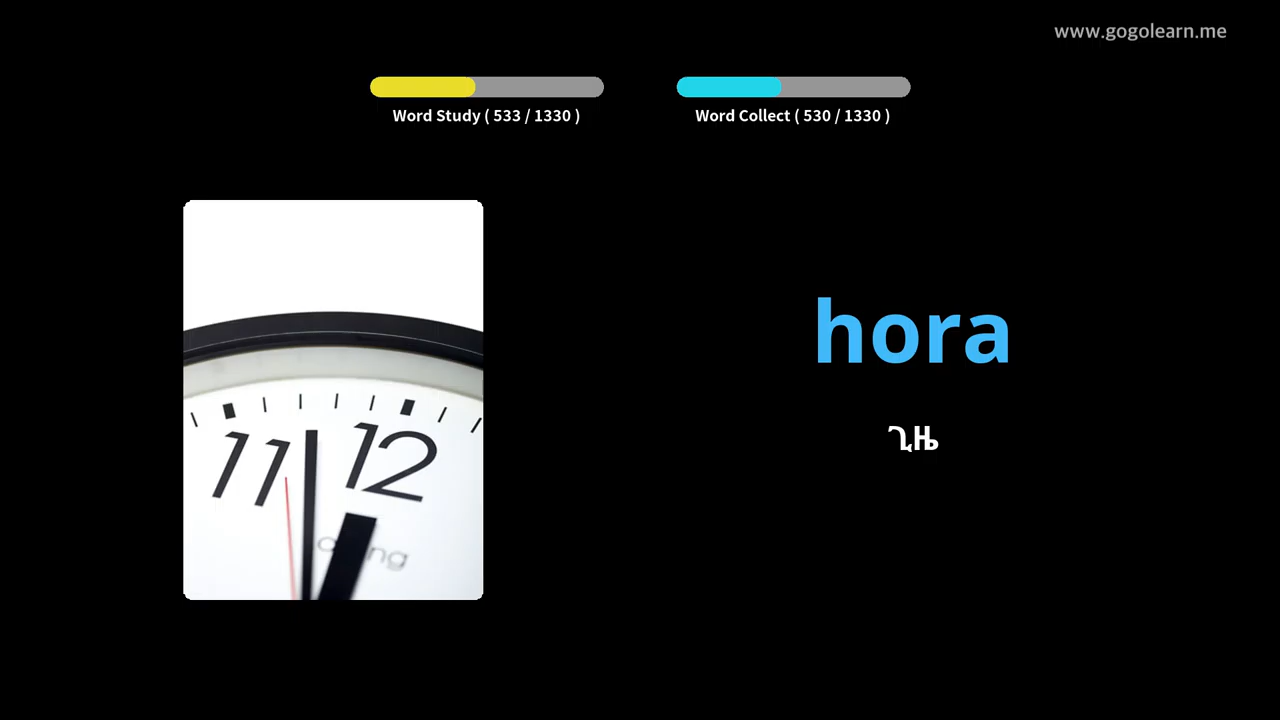 www.gogolearn.me
Word Study ( 533 / 1330 )
Word Collect ( 530 / 1330 )
11 12
hora
ጊዜ